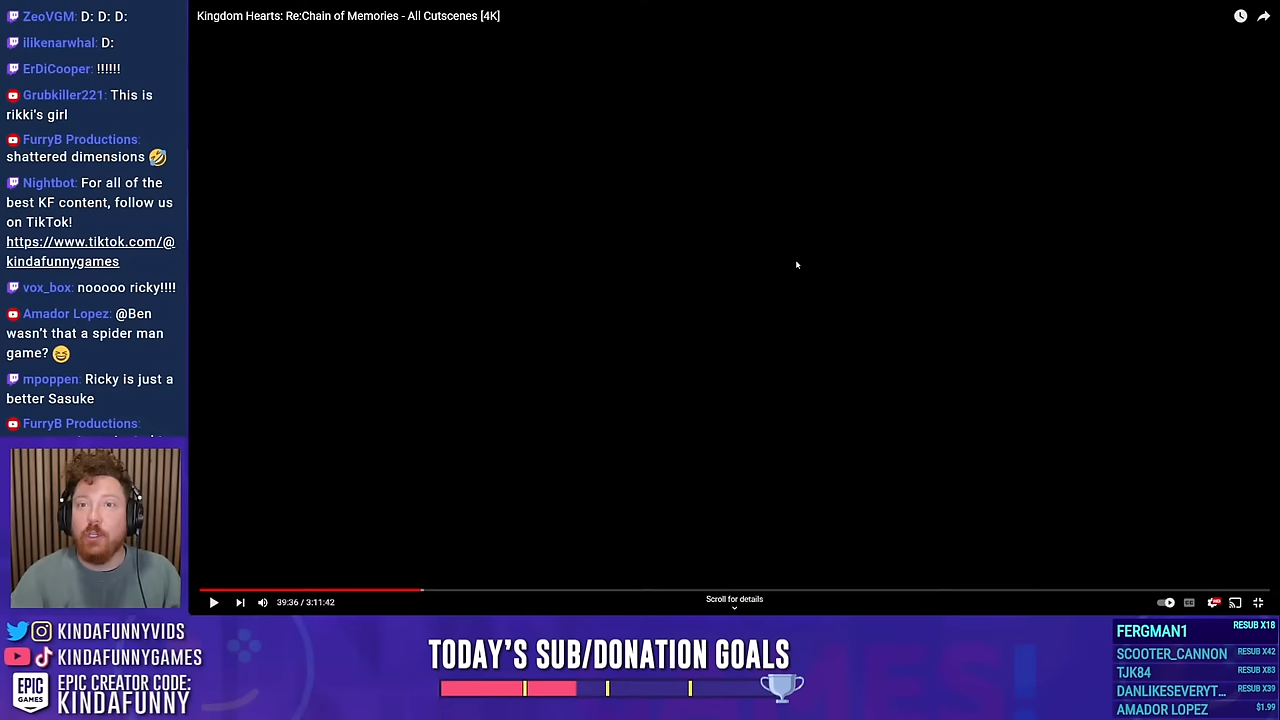 ZeoVGM: D: D: D:
ilikenarwhal: D:
ErDiCooper: !!!!!!
Grubkiller221: This is
rikki's girl
FurryB Productions:
shattered dimensions 🤣
Nightbot: For all of the
best KF content, follow us
on TikTok!
https://www.tiktok.com/@
kindafunnygames
vox_box: nooooo ricky!!!!
Amador Lopez: @Ben
wasn't that a spider man
game? 😆
mpoppen: Ricky is just a
better Sasuke
FurryB Productions:
Kingdom Hearts: Re:Chain of Memories - All Cutscenes [4K]
39:36 / 3:11:42
Scroll for details
KINDAFUNNYVIDS
KINDAFUNNYGAMES
EPIC GAMES
EPIC CREATOR CODE:
KINDAFUNNY
TODAY'S SUB/DONATION GOALS
FERGMAN1 RESUB X18
SCOOTER_CANNON RESUB X42
TJK84 RESUB X83
DANLIKESEVERYT... RESUB X39
AMADOR LOPEZ $1.99